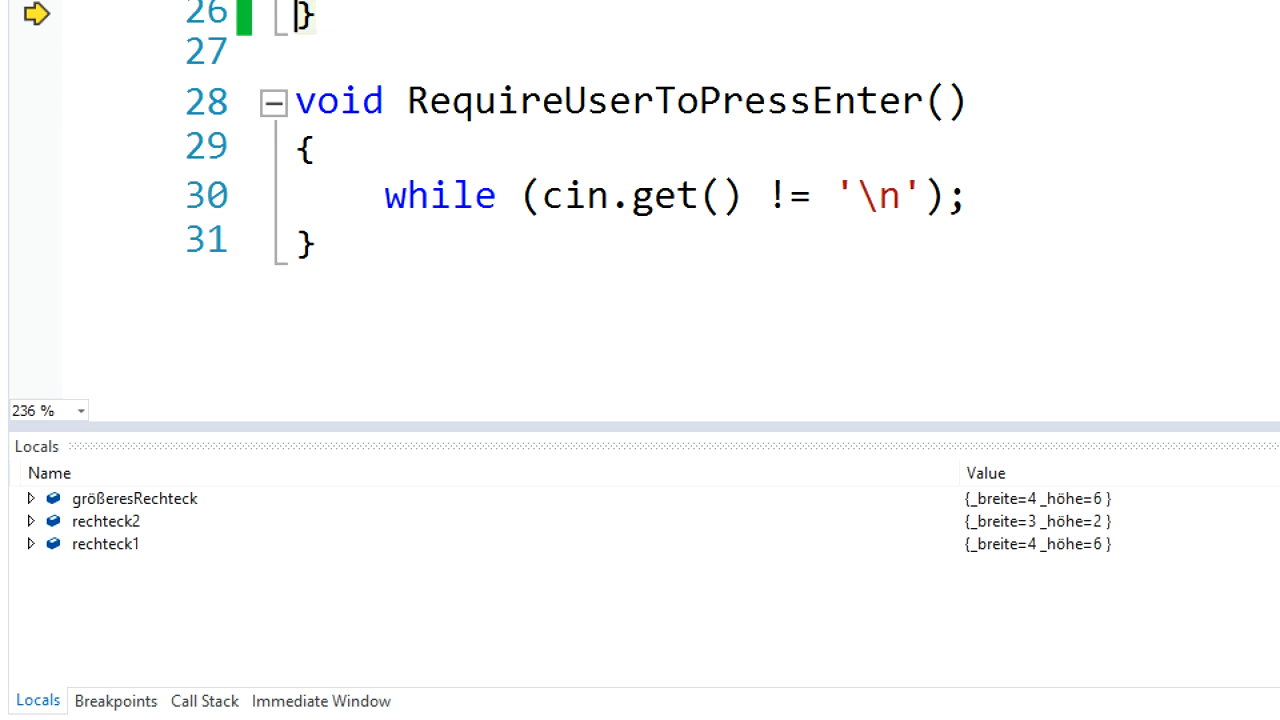 26 }
27
28 void RequireUserToPressEnter()
29 {
30 while (cin.get() != '\n');
31 }
236 %
Locals
Name Value
größeresRechteck {_breite=4 _höhe=6 }
rechteck2 {_breite=3 _höhe=2 }
rechteck1 {_breite=4 _höhe=6 }
Locals Breakpoints Call Stack Immediate Window